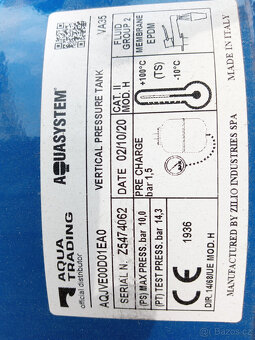 AQUASYSTEM®
VERTICAL PRESSURE TANK
VA35
AQUA
TRADING
official distributor
AQJVE00D01EA0
SERIAL N. Z5474062
DATE 02/10/20
CAT. II
MOD. H
FLUID
GROUP 2
MEMBRANE
EPDM
+100°C
(TS)
-10°C
PRE CHARGE
bar 1,5
(PS) MAX PRESS. bar 10,0
(PT) TEST PRESS. bar 14,3
CE
1936
DIR. 14/68/UE MOD. H
MANUFACTURED BY ZILIO INDUSTRIES SPA
MADE IN ITALY